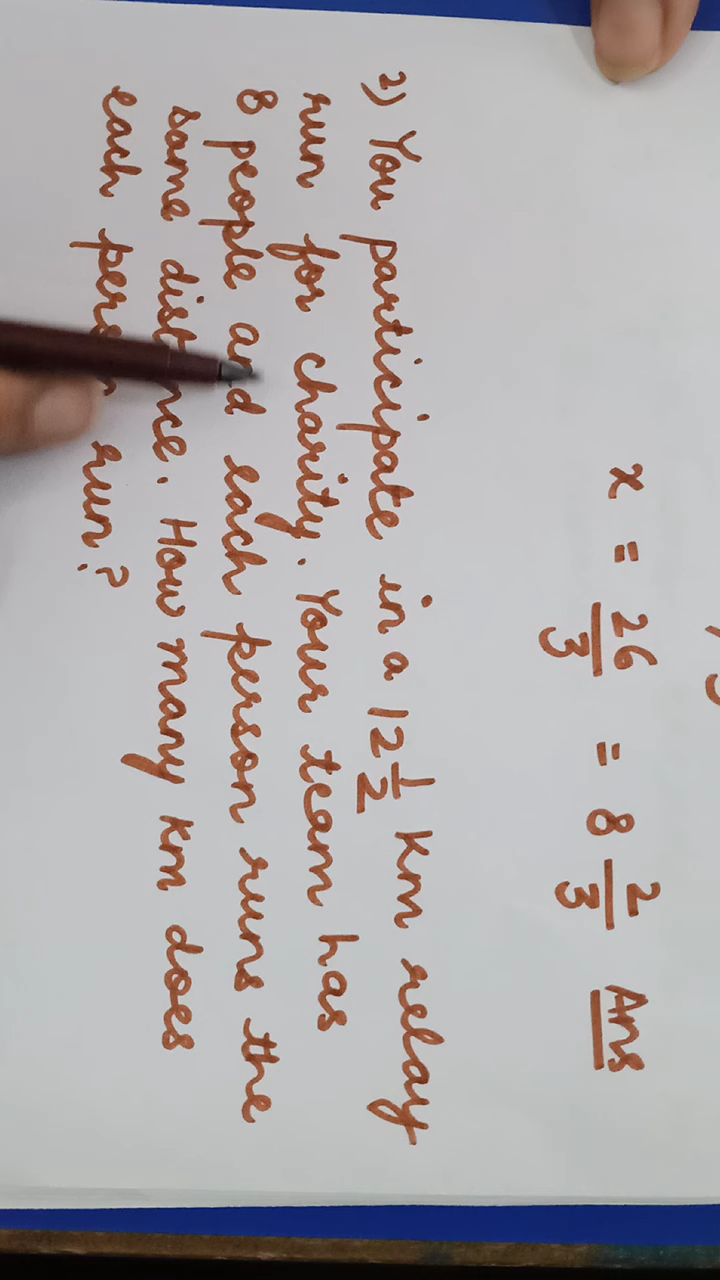 x = 26/3 = 8 2/3 Ans
2) You participate in a 12 1/2 km relay
run for charity. Your team has
8 people and each person runs the
same distance. How many km does
each person run?